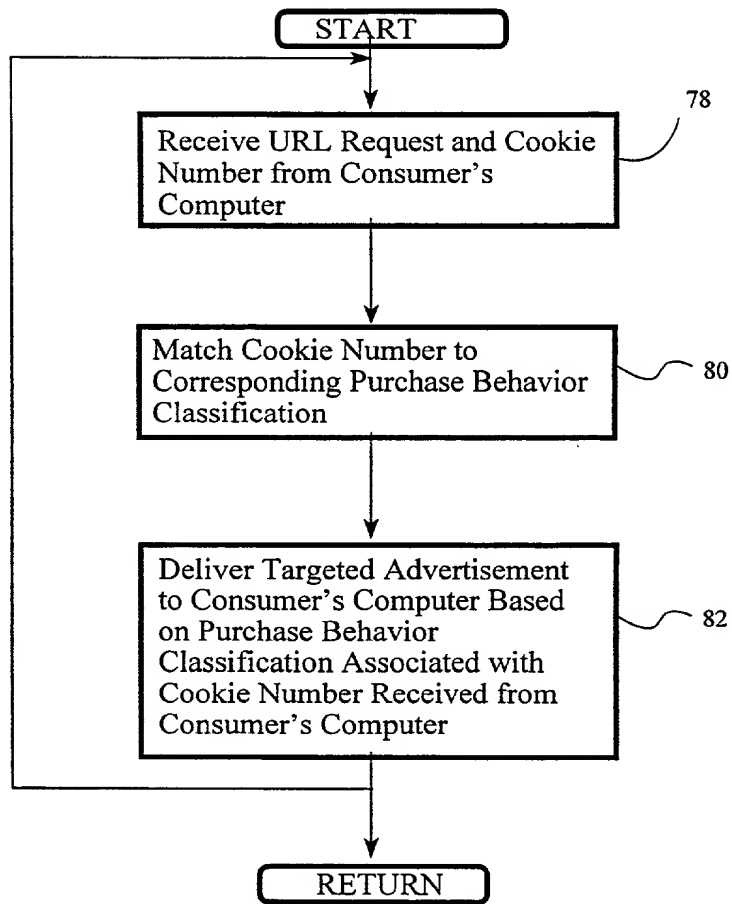 START
78
Receive URL Request and Cookie
Number from Consumer's
Computer
Match Cookie Number to
Corresponding Purchase Behavior
Classification
80
Deliver Targeted Advertisement
to Consumer's Computer Based
on Purchase Behavior
Classification Associated with
Cookie Number Received from
Consumer's Computer
82
RETURN